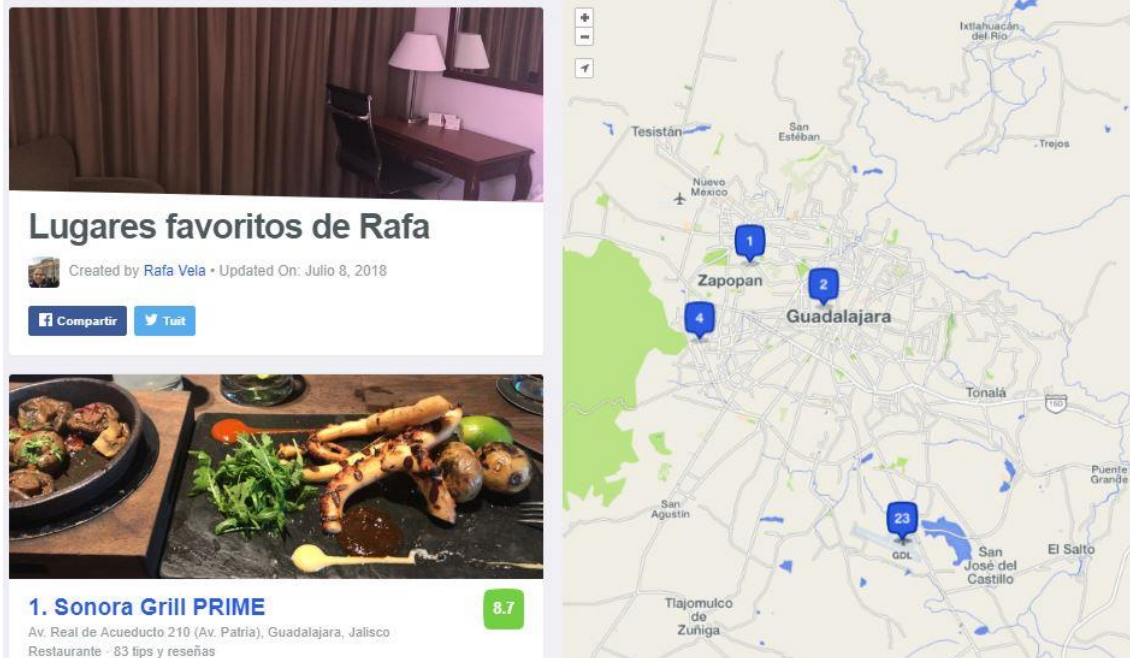 Lugares favoritos de Rafa
Created by Rafa Vela • Updated On: Julio 8, 2018
Compartir
Tuit
1. Sonora Grill PRIME
8.7
Av. Real de Acueducto 210 (Av. Patria), Guadalajara, Jalisco
Restaurante · 83 tips y reseñas
+
−
Ixtlahuacán
del Río
Tesistán
San
Esteban
Trejos
Nuevo
México
1
Zapopan
2
4
Guadalajara
Tonalá
150
Puente
Grande
San
Agustin
23
GDL
San
José del
Castillo
El Salto
Tlajomulco
de
Zuñiga